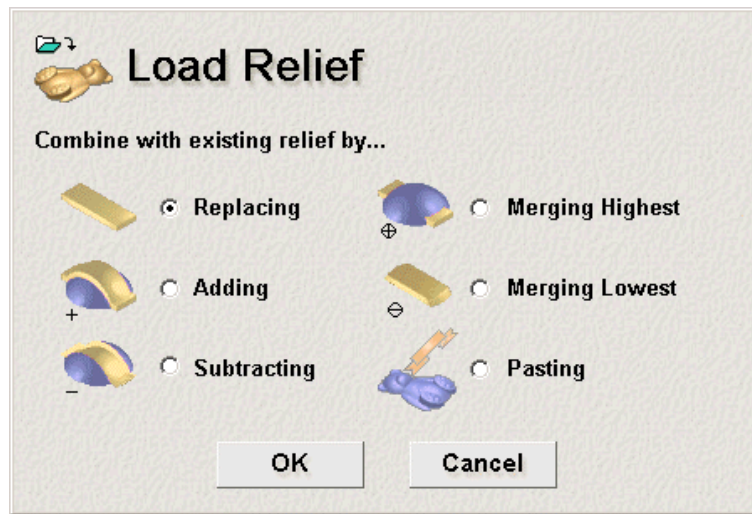 Load Relief
Combine with existing relief by...
Replacing
Merging Highest
Adding
Merging Lowest
Subtracting
Pasting
OK
Cancel